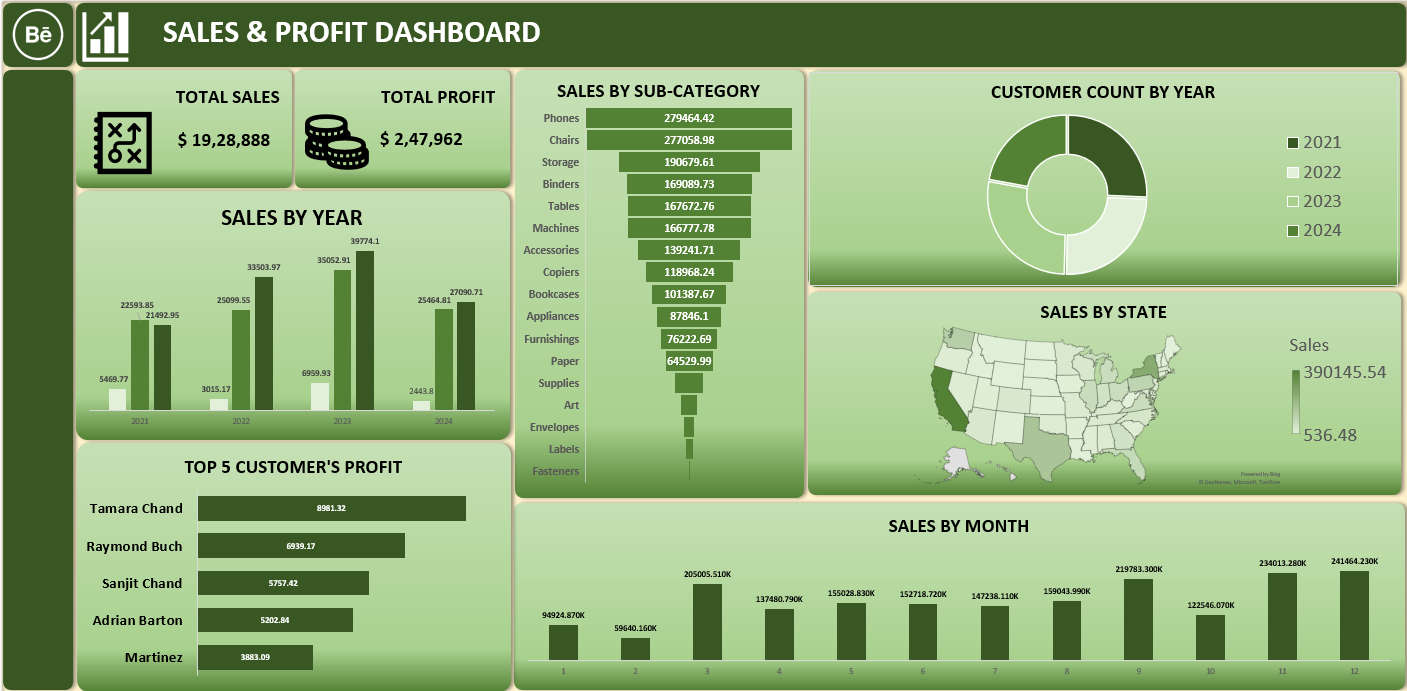 Bē
SALES & PROFIT DASHBOARD
TOTAL SALES
$ 19,28,888
TOTAL PROFIT
$ 2,47,962
SALES BY YEAR
5469.77
22593.85
21492.95
3015.17
25099.55
33503.97
6959.93
35052.91
39774.1
2443.8
25464.81
27090.71
2021
2022
2023
2024
TOP 5 CUSTOMER'S PROFIT
Tamara Chand 8981.32
Raymond Buch 6939.17
Sanjit Chand 5757.42
Adrian Barton 5202.84
Martinez 3883.09
SALES BY SUB-CATEGORY
Phones 279464.42
Chairs 277058.98
Storage 190679.61
Binders 169089.73
Tables 167672.76
Machines 166777.78
Accessories 139241.71
Copiers 118968.24
Bookcases 101387.67
Appliances 87846.1
Furnishings 76222.69
Paper 64529.99
Supplies
Art
Envelopes
Labels
Fasteners
CUSTOMER COUNT BY YEAR
2021
2022
2023
2024
SALES BY STATE
Sales
390145.54
536.48
Powered by Bing
© GeoNames, Microsoft, TomTom
SALES BY MONTH
94924.870K
59640.160K
205005.510K
137480.790K
155028.830K
152718.720K
147238.110K
159043.990K
219783.300K
122546.070K
234013.280K
241464.230K
1 2 3 4 5 6 7 8 9 10 11 12